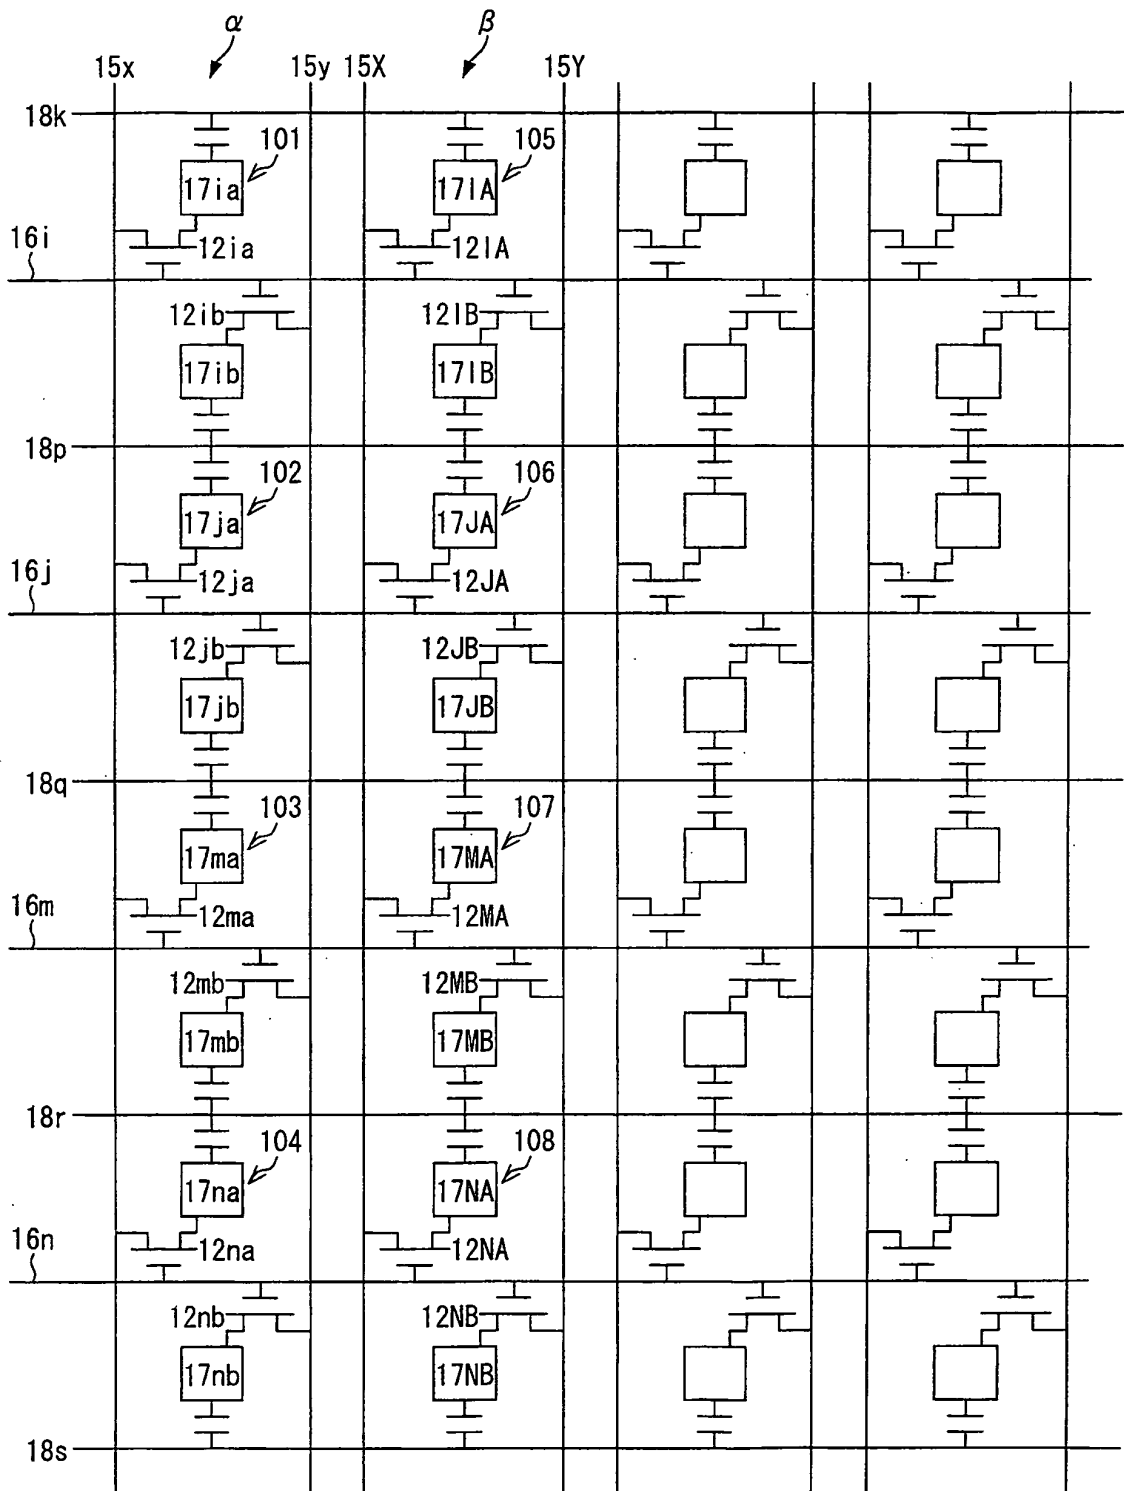 α β
15x 15y 15X 15Y
18k
101 105
17ia 17IA
16i 12ia 12IA
12ib 12IB
17ib 17IB
18p
102 106
17ja 17JA
16j 12ja 12JA
12jb 12JB
17jb 17JB
18q
103 107
17ma 17MA
16m 12ma 12MA
12mb 12MB
17mb 17MB
18r
104 108
17na 17NA
16n 12na 12NA
12nb 12NB
17nb 17NB
18s